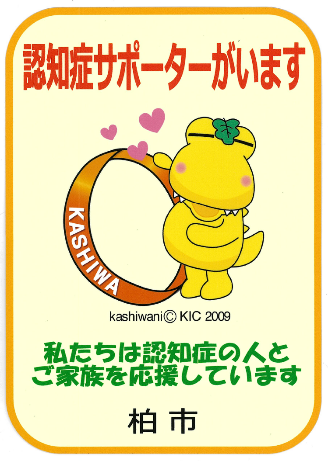 認知症サポーターがいます
KASHIWA
kashiwani© KIC 2009
私たちは認知症の人と
ご家族を応援しています
柏市